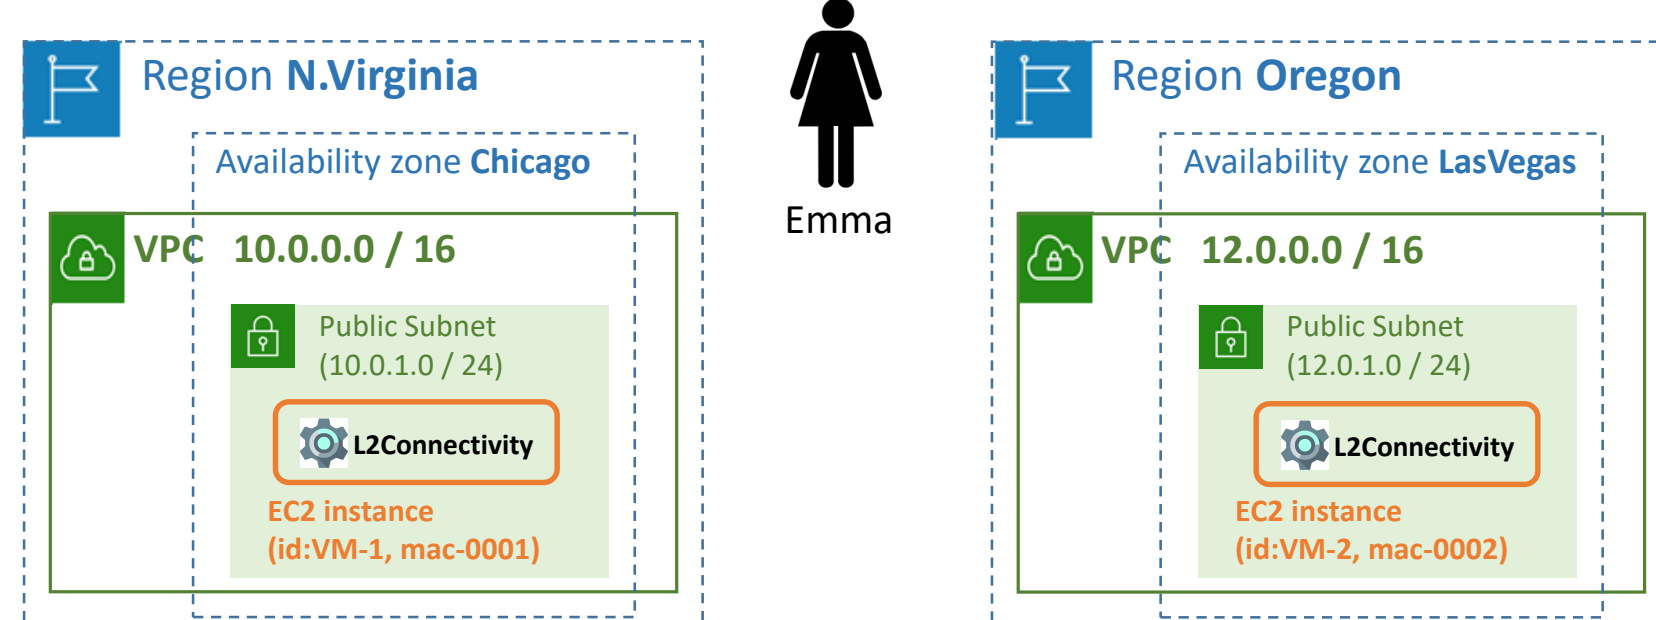 Region N.Virginia
Availability zone Chicago
VPC 10.0.0.0 / 16
Public Subnet
(10.0.1.0 / 24)
L2Connectivity
EC2 instance
(id:VM-1, mac-0001)
Emma
Region Oregon
Availability zone LasVegas
VPC 12.0.0.0 / 16
Public Subnet
(12.0.1.0 / 24)
L2Connectivity
EC2 instance
(id:VM-2, mac-0002)